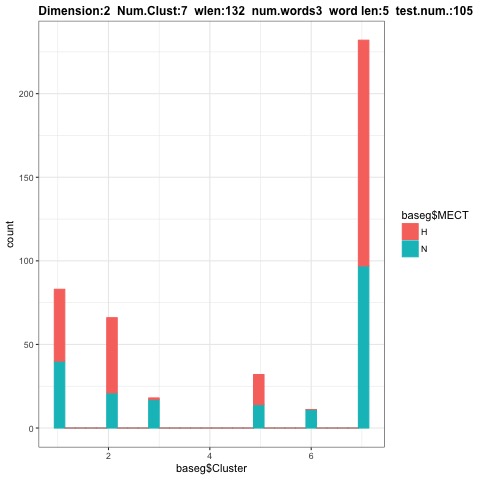 Dimension:2 Num.Clust:7 wlen:132 num.words3 word len:5 test.num.:105
200
150
100
50
0
count
2 4 6
baseg$Cluster
baseg$MECT
H
N